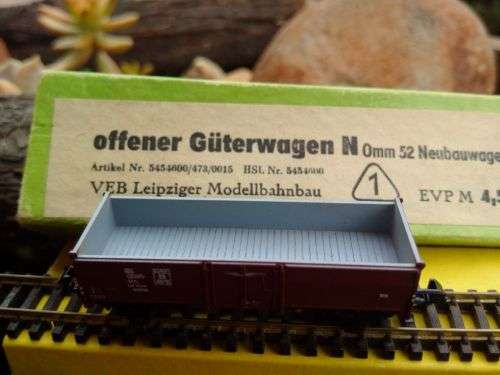 offener Güterwagen N Omm 52 Neubauwage
Artikel Nr. 5454600/473/0015 HSL Nr. 5454600
VEB Leipziger Modellbahnbau 1 EVP M 4,5